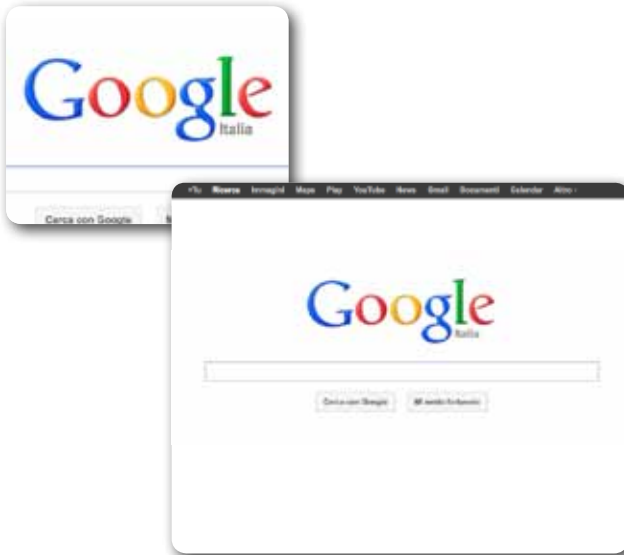 Google
Italia
Cerca con Google
+Tu Ricerca Immagini Maps Play YouTube News Gmail Documenti Calendar Altro
Google
Italia
Cerca con Google Mi sento fortunato